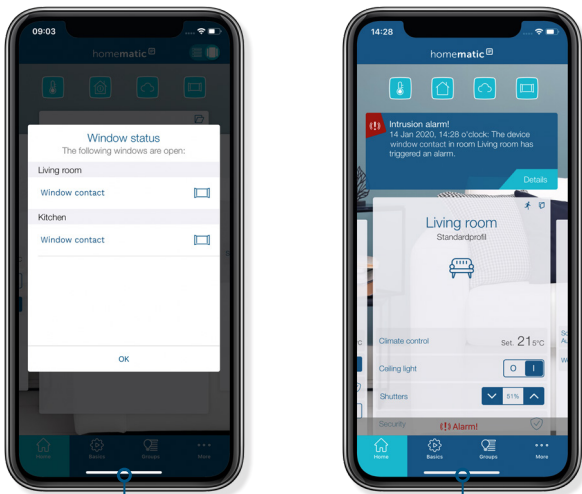 09:03
homematic IP
Window status
The following windows are open:
Living room
Window contact
Kitchen
Window contact
OK
Home
Basics
Groups
More
14:28
homematic IP
Intrusion alarm!
14 Jan 2020, 14:28 o'clock: The device
window contact in room Living room has
triggered an alarm.
Details
Living room
Standardprofil
°C
Climate control
Set. 21 5°C
Ceiling light
O I
Shutters
51%
Security
Alarm!
Home
Basics
Groups
More